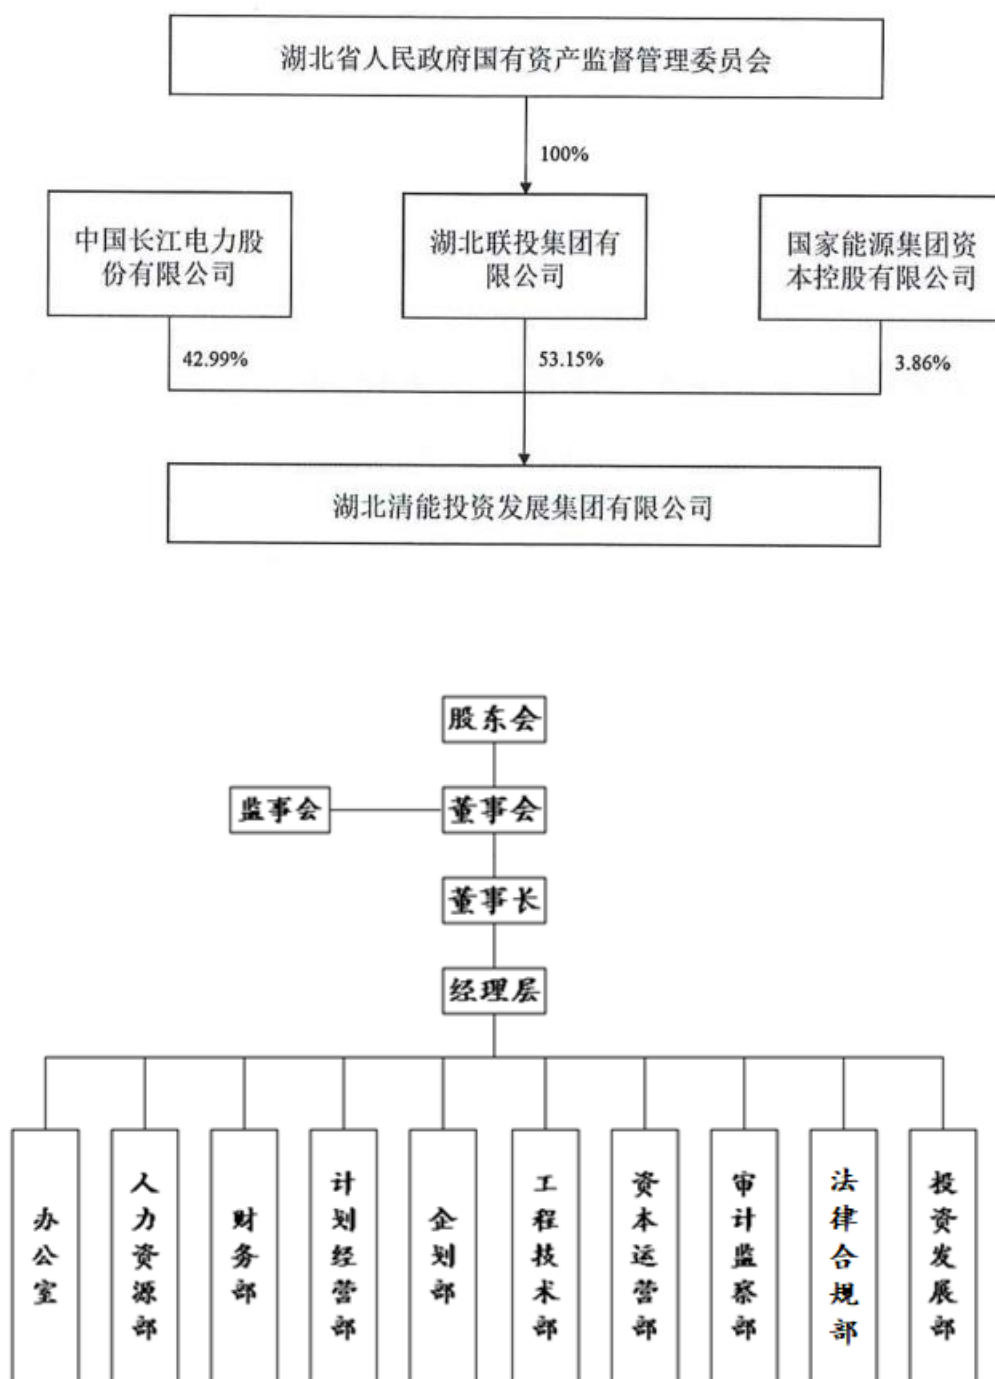 湖北省人民政府国有资产监督管理委员会
100%
中国长江电力股
份有限公司
湖北联投集团有
限公司
国家能源集团资
本控股有限公司
42.99%
53.15%
3.86%
湖北清能投资发展集团有限公司
股东会
监事会
董事会
董事长
经理层
办公室
人力资源部
财务部
计划经营部
企划部
工程技术部
资本运营部
审计监察部
法律合规部
投资发展部